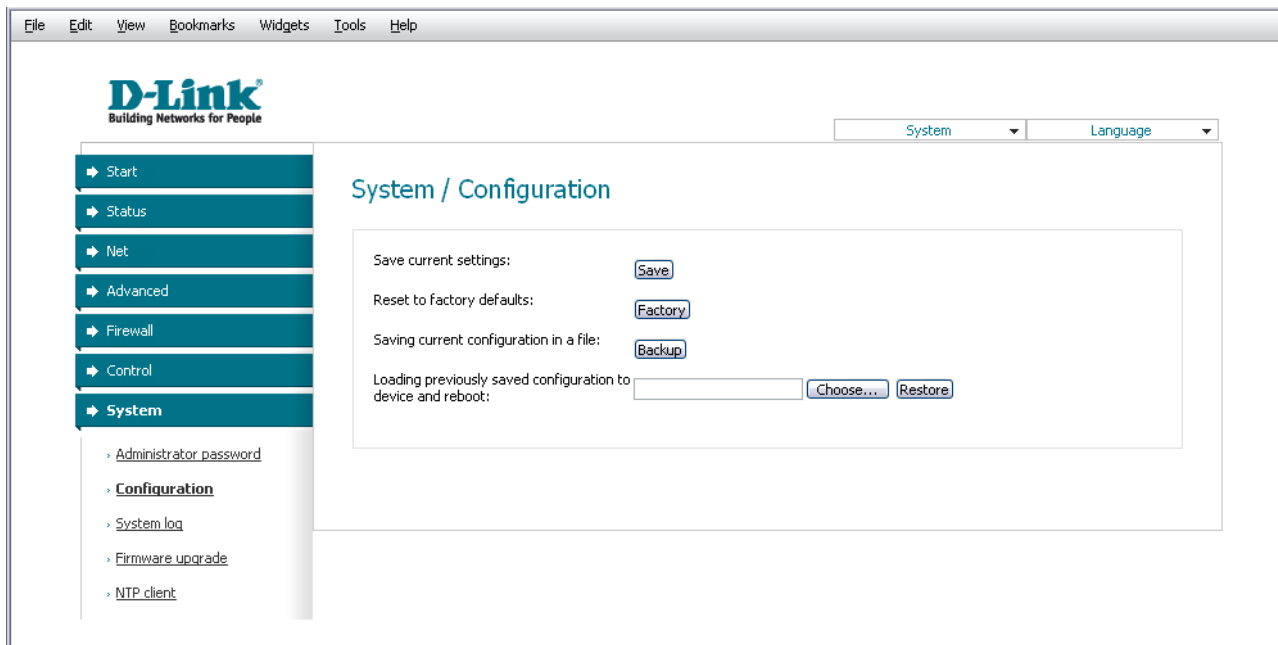 File Edit View Bookmarks Widgets Tools Help
D-Link®
Building Networks for People
System Language
Start
Status
Net
Advanced
Firewall
Control
System
Administrator password
Configuration
System log
Firmware upgrade
NTP client
System / Configuration
Save current settings: Save
Reset to factory defaults: Factory
Saving current configuration in a file: Backup
Loading previously saved configuration to
device and reboot: Choose... Restore